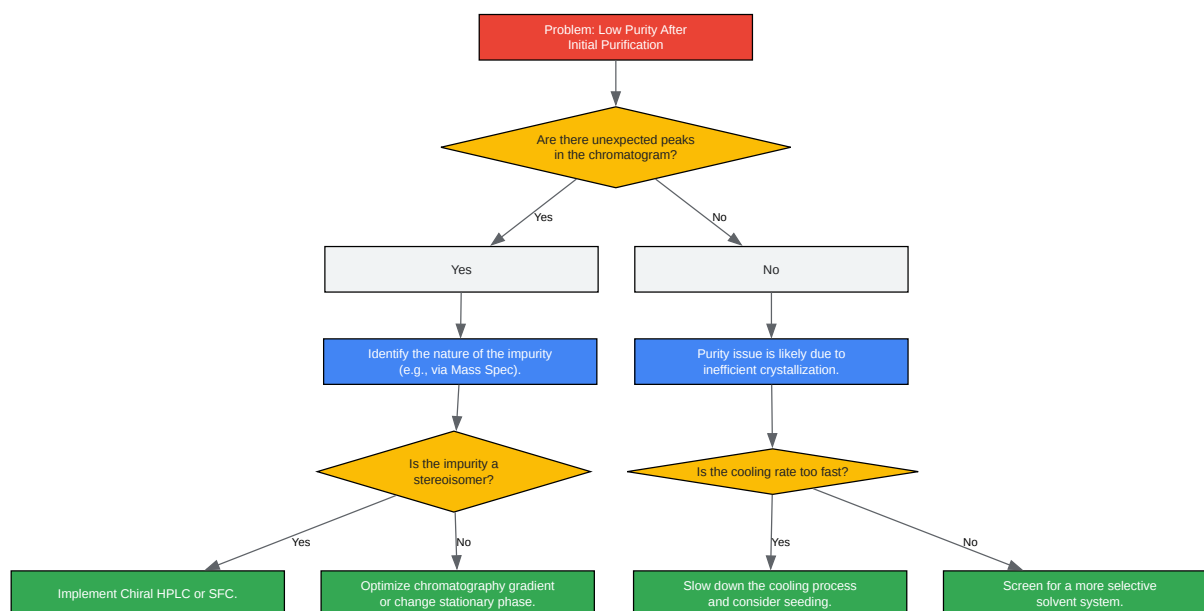 Problem: Low Purity After
Initial Purification
Are there unexpected peaks
in the chromatogram?
Yes
No
Yes
No
Identify the nature of the impurity
(e.g., via Mass Spec).
Purity issue is likely due to
inefficient crystallization.
Is the impurity a
stereoisomer?
Is the cooling rate too fast?
Yes
No
Yes
No
Implement Chiral HPLC or SFC.
Optimize chromatography gradient
or change stationary phase.
Slow down the cooling process
and consider seeding.
Screen for a more selective
solvent system.